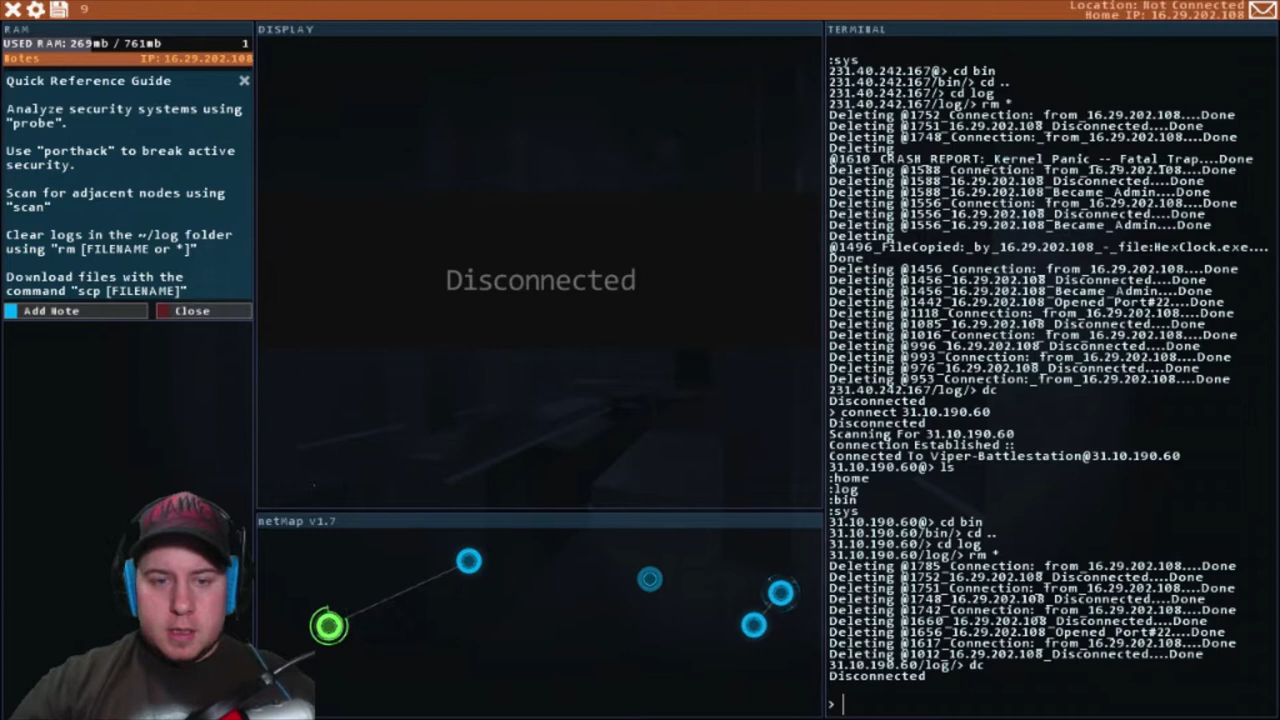 9
Location: Not Connected
Home IP: 16.29.202.108
RAM
USED RAM: 269mb / 761mb 1
Notes IP: 16.29.202.108
Quick Reference Guide
Analyze security systems using
"probe".
Use "porthack" to break active
security.
Scan for adjacent nodes using
"scan"
Clear logs in the ~/log folder
using "rm [FILENAME or *]"
Download files with the
command "scp [FILENAME]"
Add Note
Close
DISPLAY
Disconnected
netMap v1.7
TERMINAL
:sys
231.40.242.167@> cd bin
231.40.242.167/bin/> cd ..
231.40.242.167/> cd log
231.40.242.167/log/> rm *
Deleting @1752_Connection:_from_16.29.202.108....Done
Deleting @1751_16.29.202.108_Disconnected....Done
Deleting @1748_Connection:_from_16.29.202.108....Done
Deleting
@1610_CRASH_REPORT:_Kernel_Panic_--_Fatal_Trap....Done
Deleting @1588_Connection:_from_16.29.202.108....Done
Deleting @1588_16.29.202.108_Disconnected....Done
Deleting @1588_16.29.202.108_Became_Admin....Done
Deleting @1556_Connection:_from_16.29.202.108....Done
Deleting @1556_16.29.202.108_Disconnected....Done
Deleting @1556_16.29.202.108_Became_Admin....Done
Deleting
@1496_FileCopied:_by_16.29.202.108_-_file:HexClock.exe....
Done
Deleting @1456_Connection:_from_16.29.202.108....Done
Deleting @1456_16.29.202.108_Disconnected....Done
Deleting @1456_16.29.202.108_Became_Admin....Done
Deleting @1442_16.29.202.108_Opened_Port#22....Done
Deleting @1118_Connection:_from_16.29.202.108....Done
Deleting @1085_16.29.202.108_Disconnected....Done
Deleting @1016_Connection:_from_16.29.202.108....Done
Deleting @996_16.29.202.108_Disconnected....Done
Deleting @993_Connection:_from_16.29.202.108....Done
Deleting @976_16.29.202.108_Disconnected....Done
Deleting @953_Connection:_from_16.29.202.108....Done
231.40.242.167/log/> dc
Disconnected
> connect 31.10.190.60
Disconnected
Scanning For 31.10.190.60
Connection Established ::
Connected To Viper-Battlestation@31.10.190.60
31.10.190.60@> ls
:home
:log
:bin
:sys
31.10.190.60@> cd bin
31.10.190.60/bin/> cd ..
31.10.190.60/> cd log
31.10.190.60/log/> rm *
Deleting @1785_Connection:_from_16.29.202.108....Done
Deleting @1752_16.29.202.108_Disconnected....Done
Deleting @1751_Connection:_from_16.29.202.108....Done
Deleting @1748_16.29.202.108_Disconnected....Done
Deleting @1742_Connection:_from_16.29.202.108....Done
Deleting @1660_16.29.202.108_Disconnected....Done
Deleting @1656_16.29.202.108_Opened_Port#22....Done
Deleting @1617_Connection:_from_16.29.202.108....Done
Deleting @1012_16.29.202.108_Disconnected....Done
31.10.190.60/log/> dc
Disconnected
>